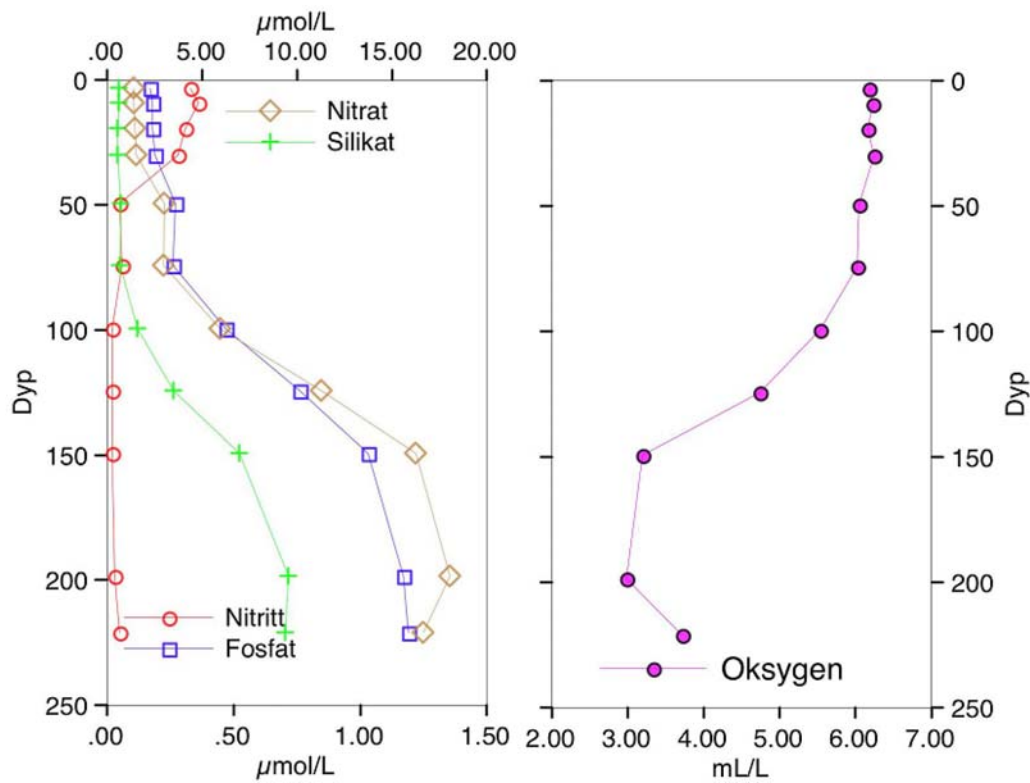 µmol/L
.00 5.00 10.00 15.00 20.00
0
50
100
150
200
250
Dyp
Nitrat
Silikat
Nitritt
Fosfat
.00 .50 1.00 1.50
µmol/L
0
50
100
150
200
250
Dyp
Oksygen
2.00 3.00 4.00 5.00 6.00 7.00
mL/L